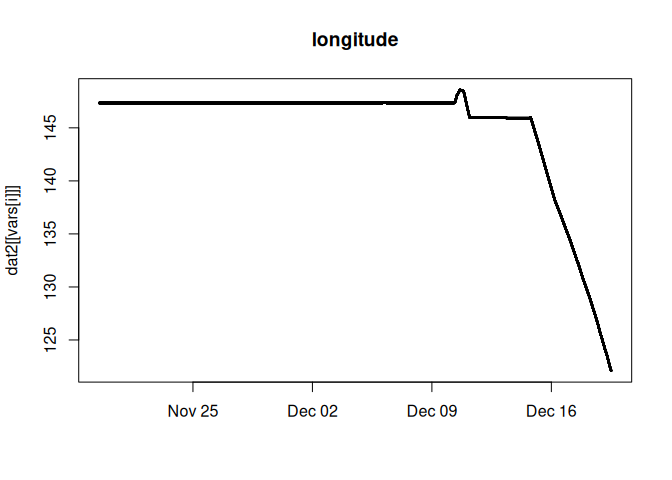 longitude
dat2[[vars[i]]]
145
140
135
130
125
Nov 25
Dec 02
Dec 09
Dec 16